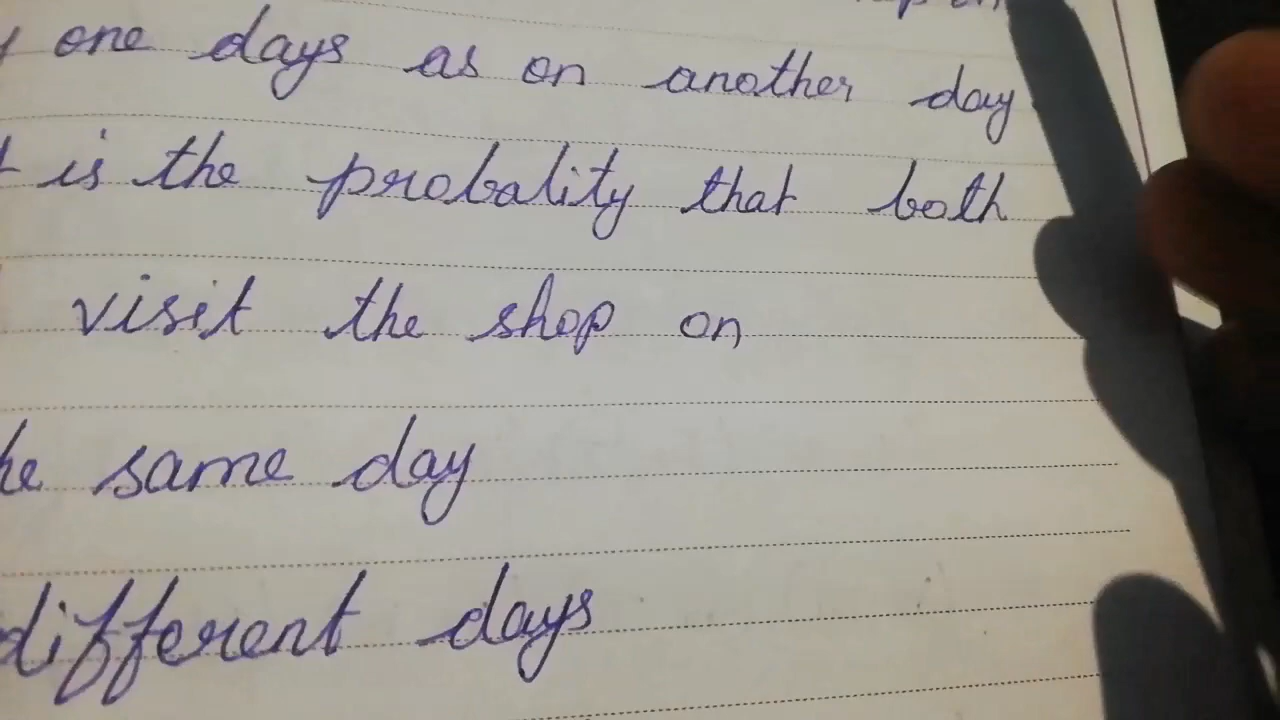 one days as on another day
is the probality that both
visit the shop on
he same day
different days